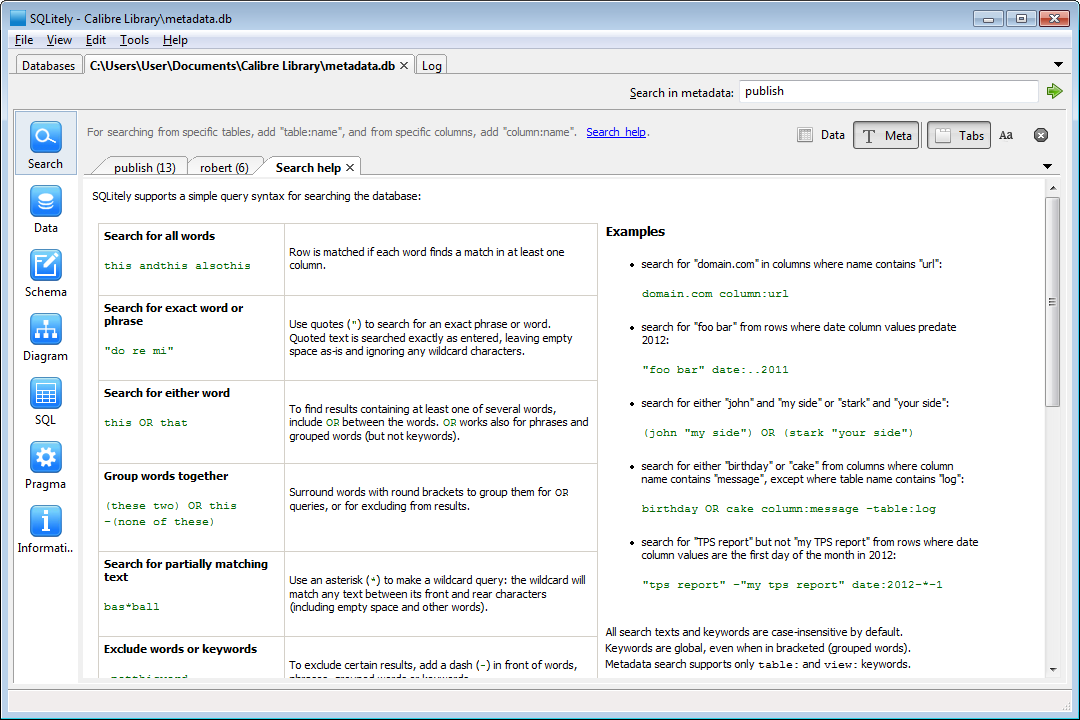 SQLitely - Calibre Library\metadata.db
File View Edit Tools Help
Databases C:\Users\User\Documents\Calibre Library\metadata.db Log
Search in metadata: publish
For searching from specific tables, add "table:name", and from specific columns, add "column:name". Search help.
Data Meta Tabs Aa
Search
Data
Schema
Diagram
SQL
Pragma
Informati..
publish (13) robert (6) Search help
SQLitely supports a simple query syntax for searching the database:
Search for all words
this andthis alsothis
Row is matched if each word finds a match in at least one
column.
Search for exact word or
phrase
"do re mi"
Use quotes (") to search for an exact phrase or word.
Quoted text is searched exactly as entered, leaving empty
space as-is and ignoring any wildcard characters.
Search for either word
this OR that
To find results containing at least one of several words,
include OR between the words. OR works also for phrases and
grouped words (but not keywords).
Group words together
(these two) OR this
-(none of these)
Surround words with round brackets to group them for OR
queries, or for excluding from results.
Search for partially matching
text
bas*ball
Use an asterisk (*) to make a wildcard query: the wildcard will
match any text between its front and rear characters
(including empty space and other words).
Exclude words or keywords
To exclude certain results, add a dash (-) in front of words,
Examples
• search for "domain.com" in columns where name contains "url":
domain.com column:url
• search for "foo bar" from rows where date column values predate
2012:
"foo bar" date:..2011
• search for either "john" and "my side" or "stark" and "your side":
(john "my side") OR (stark "your side")
• search for either "birthday" or "cake" from columns where column
name contains "message", except where table name contains "log":
birthday OR cake column:message -table:log
• search for "TPS report" but not "my TPS report" from rows where date
column values are the first day of the month in 2012:
"tps report" -"my tps report" date:2012-*-1
All search texts and keywords are case-insensitive by default.
Keywords are global, even when in bracketed (grouped words).
Metadata search supports only table: and view: keywords.